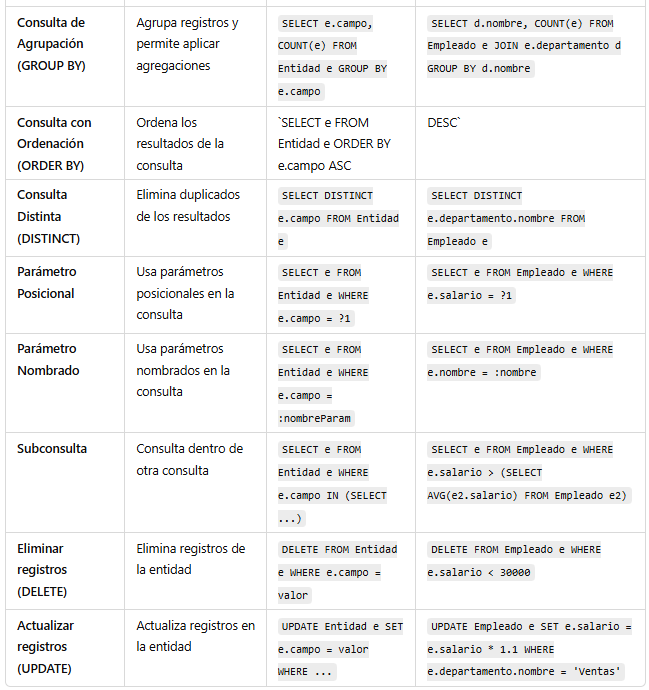 Consulta de
Agrupación
(GROUP BY)
Agrupa registros y
permite aplicar
agregaciones
SELECT e.campo,
COUNT(e) FROM
Entidad e GROUP BY
e.campo
SELECT d.nombre, COUNT(e) FROM
Empleado e JOIN e.departamento d
GROUP BY d.nombre
Consulta con
Ordenación
(ORDER BY)
Ordena los
resultados de la
consulta
`SELECT e FROM
Entidad e ORDER BY
e.campo ASC
DESC`
Consulta
Distinta
(DISTINCT)
Elimina duplicados
de los resultados
SELECT DISTINCT
e.campo FROM Entidad
e
SELECT DISTINCT
e.departamento.nombre FROM
Empleado e
Parámetro
Posicional
Usa parámetros
posicionales en la
consulta
SELECT e FROM
Entidad e WHERE
e.campo = ?1
SELECT e FROM Empleado e WHERE
e.salario = ?1
Parámetro
Nombrado
Usa parámetros
nombrados en la
consulta
SELECT e FROM
Entidad e WHERE
e.campo =
:nombreParam
SELECT e FROM Empleado e WHERE
e.nombre = :nombre
Subconsulta
Consulta dentro de
otra consulta
SELECT e FROM
Entidad e WHERE
e.campo IN (SELECT
...)
SELECT e FROM Empleado e WHERE
e.salario > (SELECT
AVG(e2.salario) FROM Empleado e2)
Eliminar
registros
(DELETE)
Elimina registros de
la entidad
DELETE FROM Entidad
e WHERE e.campo =
valor
DELETE FROM Empleado e WHERE
e.salario < 30000
Actualizar
registros
(UPDATE)
Actualiza registros en
la entidad
UPDATE Entidad e SET
e.campo = valor
WHERE ...
UPDATE Empleado e SET e.salario =
e.salario * 1.1 WHERE
e.departamento.nombre = 'Ventas'